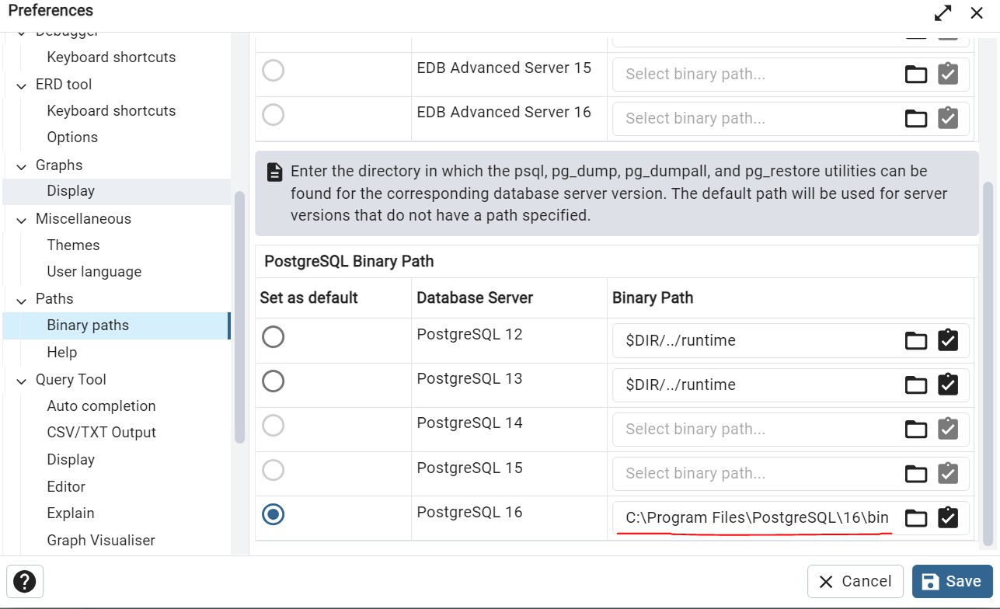 Preferences
Debugger
Keyboard shortcuts
ERD tool
Keyboard shortcuts
Options
Graphs
Display
Miscellaneous
Themes
User language
Paths
Binary paths
Help
Query Tool
Auto completion
CSV/TXT Output
Display
Editor
Explain
Graph Visualiser
EDB Advanced Server 15
Select binary path...
EDB Advanced Server 16
Select binary path...
Enter the directory in which the psql, pg_dump, pg_dumpall, and pg_restore utilities can be
found for the corresponding database server version. The default path will be used for server
versions that do not have a path specified.
PostgreSQL Binary Path
Set as default Database Server Binary Path
PostgreSQL 12 $DIR/../runtime
PostgreSQL 13 $DIR/../runtime
PostgreSQL 14 Select binary path...
PostgreSQL 15 Select binary path...
PostgreSQL 16 C:\Program Files\PostgreSQL\16\bin
? Cancel Save